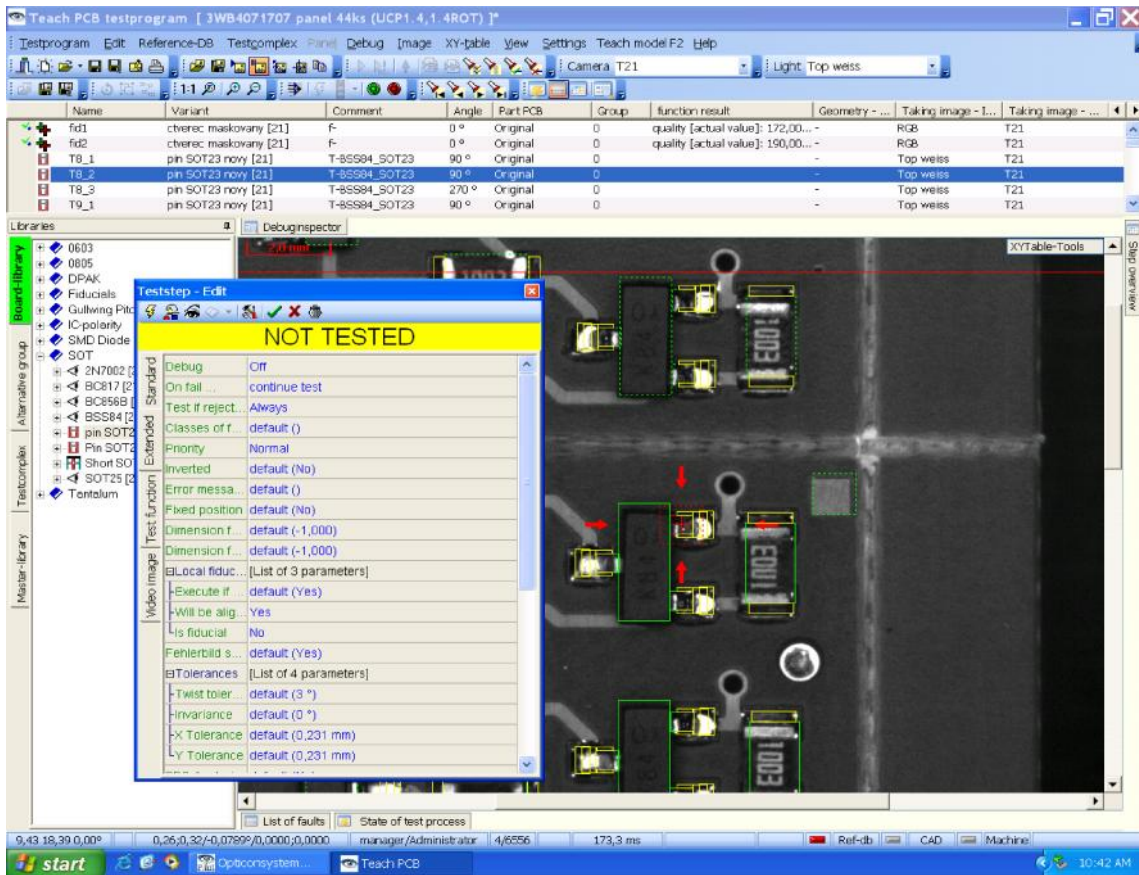 Teach PCB testprogram [ 3WB4071707 panel 44ks (UCP1.4,1.4ROT) ]*
Testprogram Edit Reference-DB Testcomplex Panel Debug Image XY-table View Settings Teach model F2 Help
Camera T21 Light Top weiss
1:1
Name Variant Comment Angle Part PCB Group function result Geometry - ... Taking image - I... Taking image - ...
fid1 ctverec maskovany [21] f- 0 ° Original 0 quality [actual value]: 172,00... - RGB T21
fid2 ctverec maskovany [21] f- 0 ° Original 0 quality [actual value]: 190,00... - RGB T21
T8_1 pin SOT23 novy [21] T-BSS84_SOT23 90 ° Original 0 - Top weiss T21
T8_2 pin SOT23 novy [21] T-BSS84_SOT23 90 ° Original 0 - Top weiss T21
T8_3 pin SOT23 novy [21] T-BSS84_SOT23 270 ° Original 0 - Top weiss T21
T9_1 pin SOT23 novy [21] T-BSS84_SOT23 90 ° Original 0 - Top weiss T21
Libraries
Debuginspector
Board-library
Alternative group
Testcomplex
Master-library
0603
0805
DPAK
Fiducials
Gullwing Pitc
IC-polority
SMD Diode
SOT
2N7002 [2
BC817 [2
BC856B [
BSS84 [2
pin SOT2
Pin SOT2
Short SO
SOT25 [2
Tantalum
2.0 mm
XYTable-Tools
Step overview
Teststep - Edit
NOT TESTED
Standard
Extended
Test function
Video image
Debug Off
On fail ... continue test
Test if reject... Always
Classes of f... default ()
Priority Normal
Inverted default (No)
Error messa... default ()
Fixed position default (No)
Dimension f... default (-1,000)
Dimension f... default (-1,000)
Local fiduc... [List of 3 parameters]
Execute if ... default (Yes)
Will be alig... Yes
Is fiducial No
Fehlerbild s... default (Yes)
Tolerances [List of 4 parameters]
Twist toler... default (3 °)
Invariance default (0 °)
X Tolerance default (0,231 mm)
Y Tolerance default (0,231 mm)
1003
1003
1003
E001
List of faults State of test process
9,43 18,39 0,00° 0,26;0,32/-0,0789°/0,0000;0,0000 manager/Administrator 4/6556 173,3 ms Ref-db CAD Machine
start Opticonsystem... Teach PCB 10:42 AM